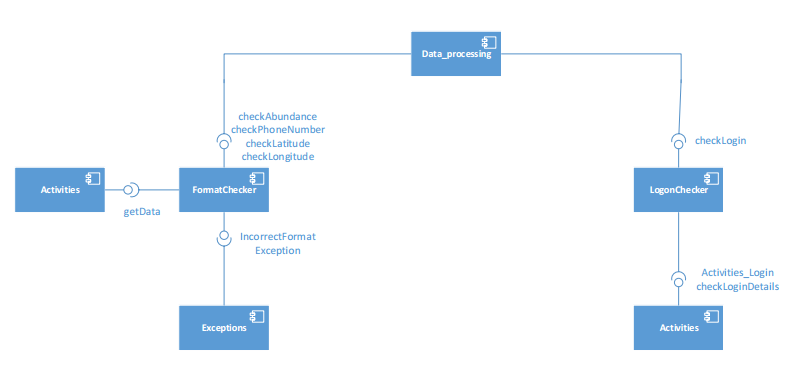 Data_processing
checkAbundance
checkPhoneNumber
checkLatitude
checkLongitude
checkLogin
Activities
FormatChecker
LogonChecker
getData
IncorrectFormat
Exception
Activities_Login
checkLoginDetails
Exceptions
Activities